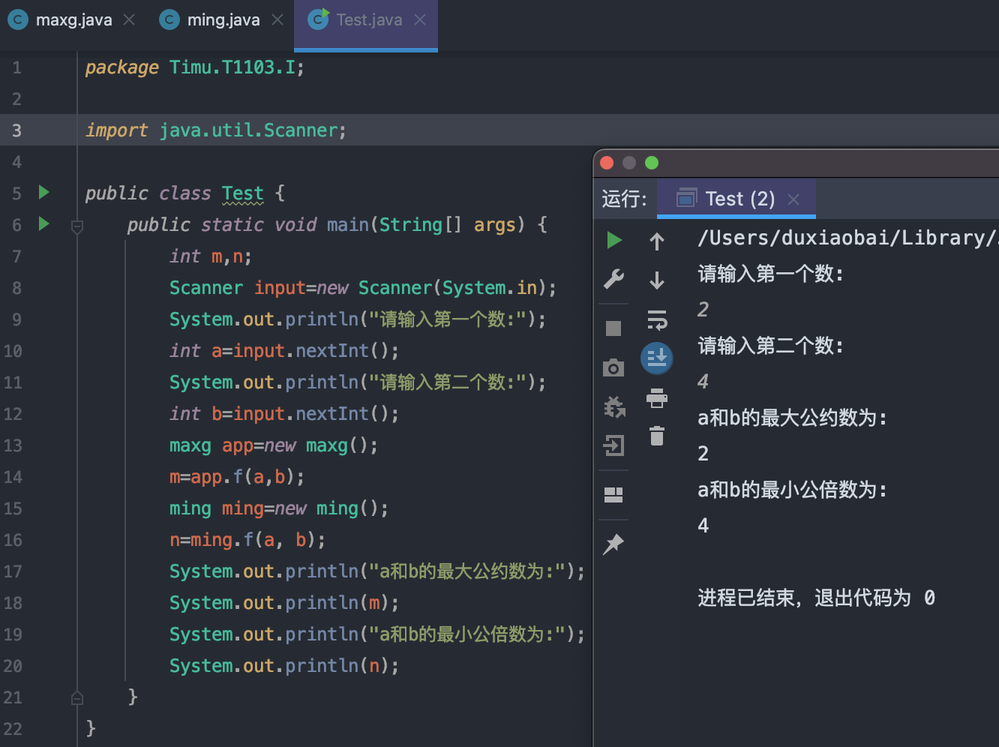 maxg.java
ming.java
Test.java
1 package Timu.T1103.I;
2
3 import java.util.Scanner;
4
5 public class Test {
6 public static void main(String[] args) {
7 int m,n;
8 Scanner input=new Scanner(System.in);
9 System.out.println("请输入第一个数:");
10 int a=input.nextInt();
11 System.out.println("请输入第二个数:");
12 int b=input.nextInt();
13 maxg app=new maxg();
14 m=app.f(a,b);
15 ming ming=new ming();
16 n=ming.f(a, b);
17 System.out.println("a和b的最大公约数为:");
18 System.out.println(m);
19 System.out.println("a和b的最小公倍数为:");
20 System.out.println(n);
21 }
22 }
运行:
Test (2)
/Users/duxiaobai/Library/
请输入第一个数:
2
请输入第二个数:
4
a和b的最大公约数为:
2
a和b的最小公倍数为:
4
进程已结束，退出代码为 0